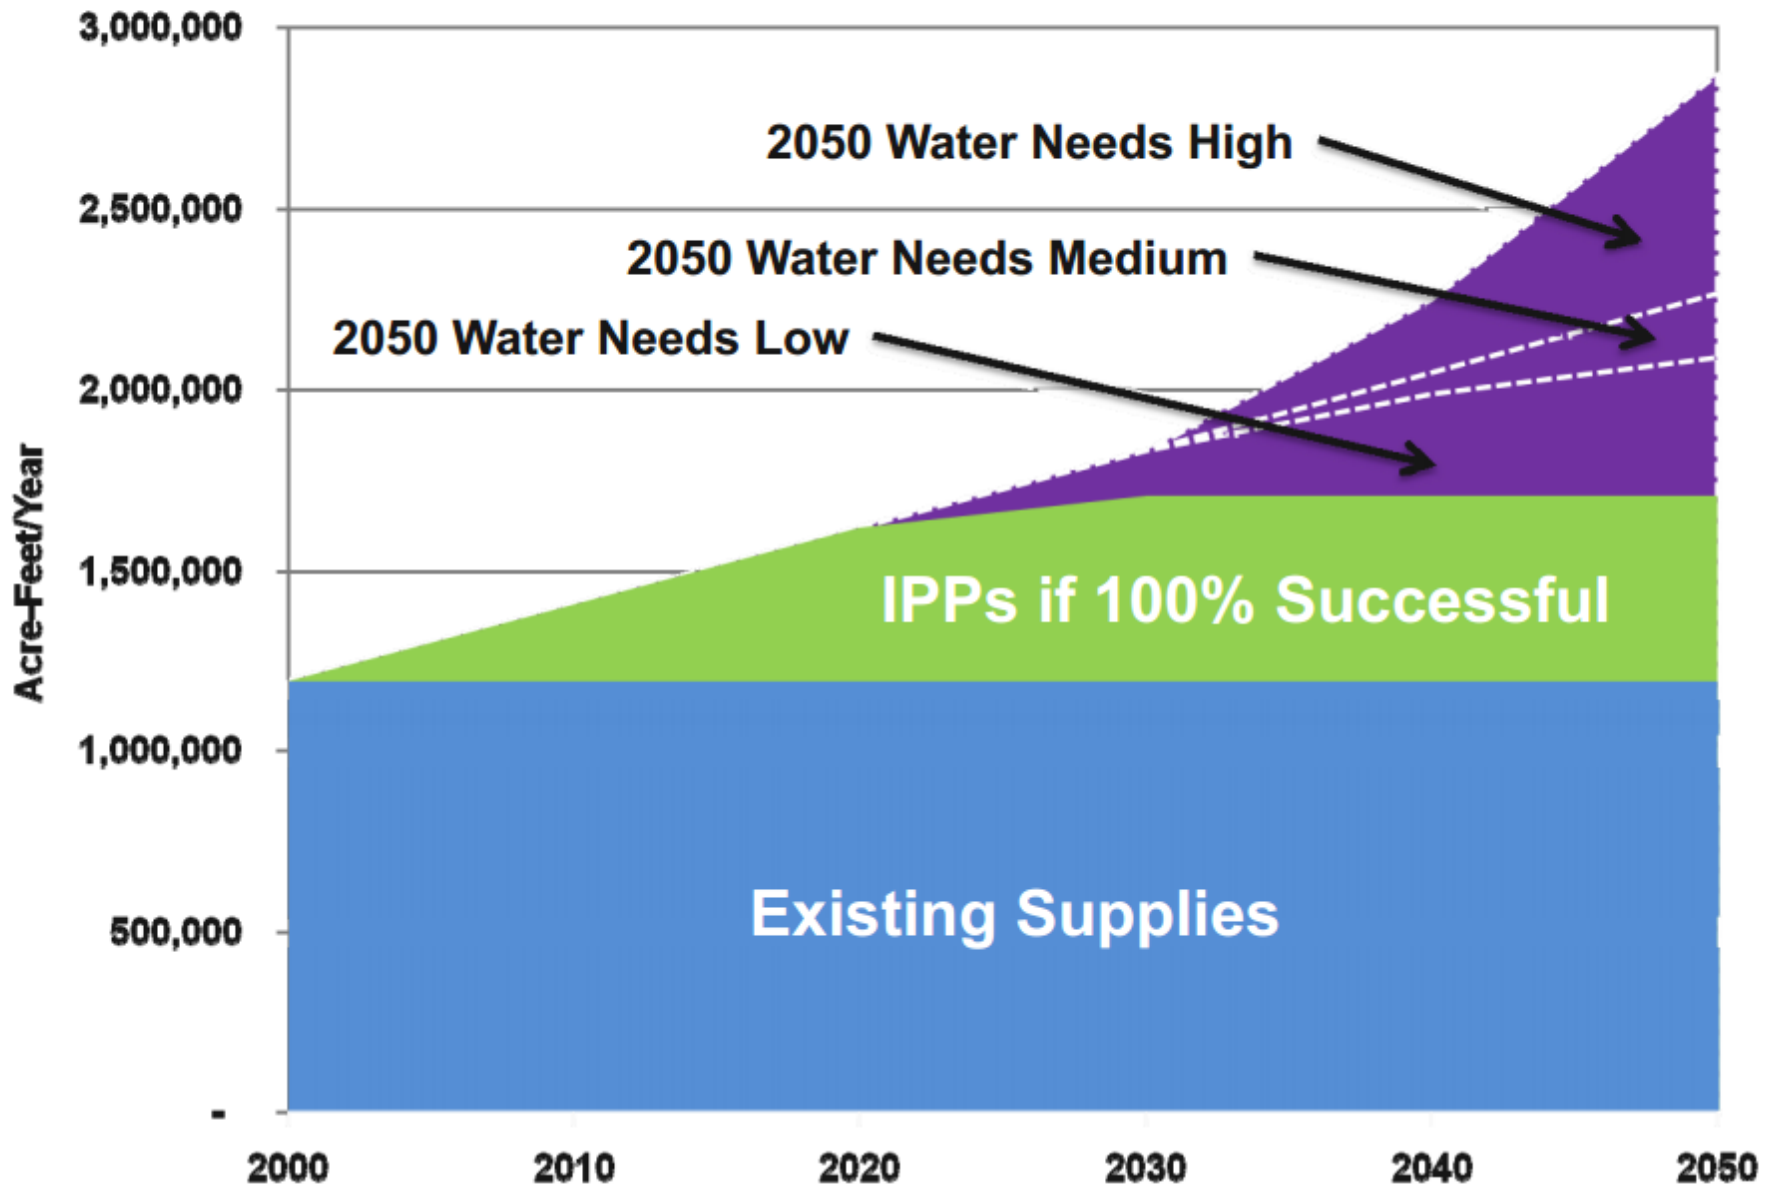 3,000,000
2050 Water Needs High
2,500,000
2050 Water Needs Medium
2050 Water Needs Low
2,000,000
Acre-Feet/Year
1,500,000
IPPs if 100% Successful
1,000,000
Existing Supplies
500,000
-
2000 2010 2020 2030 2040 2050